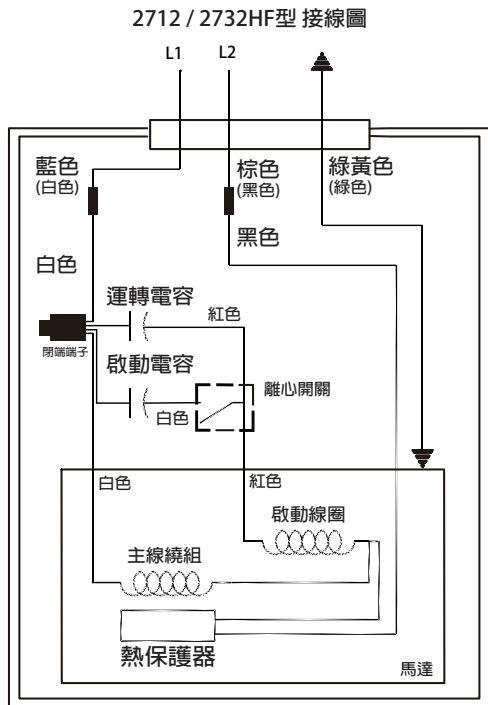 2712 / 2732HF型 接線圖
L1 L2
藍色 棕色 綠黃色
(白色) (黑色) (綠色)
黑色
白色
運轉電容
紅色
閉端端子
啟動電容
離心開關
白色
白色 紅色
啟動線圈
主線繞組
熱保護器
馬達